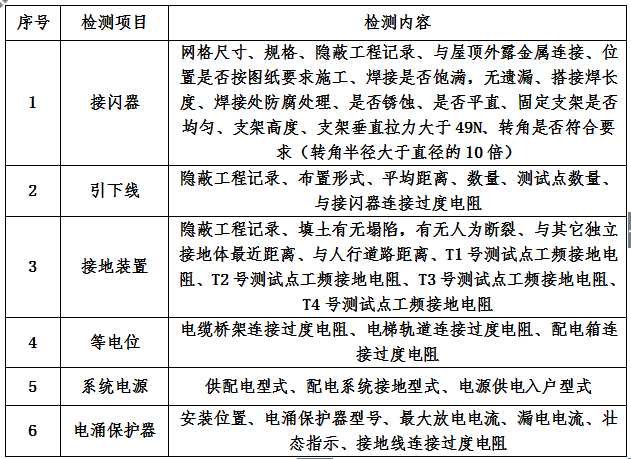 序号 检测项目 检测内容
1 接闪器 网格尺寸、规格、隐蔽工程记录、与屋顶外露金属连接、位
置是否按图纸要求施工、焊接是否饱满，无遗漏、搭接焊长
度、焊接处防腐处理、是否锈蚀、是否平直、固定支架是否
均匀、支架高度、支架垂直拉力大于 49N、转角是否符合要
求（转角半径大于直径的 10 倍）
2 引下线 隐蔽工程记录、布置形式、平均距离、数量、测试点数量、
与接闪器连接过度电阻
3 接地装置 隐蔽工程记录、填土有无塌陷，有无人为断裂、与其它独立
接地体最近距离、与人行道路距离、T1 号测试点工频接地电
阻、T2 号测试点工频接地电阻、T3 号测试点工频接地电阻、
T4 号测试点工频接地电阻
4 等电位 电缆桥架连接过度电阻、电梯轨道连接过度电阻、配电箱连
接过度电阻
5 系统电源 供配电型式、配电系统接地型式、电源供电入户型式
6 电涌保护器 安装位置、电涌保护器型号、最大放电电流、漏电电流、壮
态指示、接地线连接过度电阻